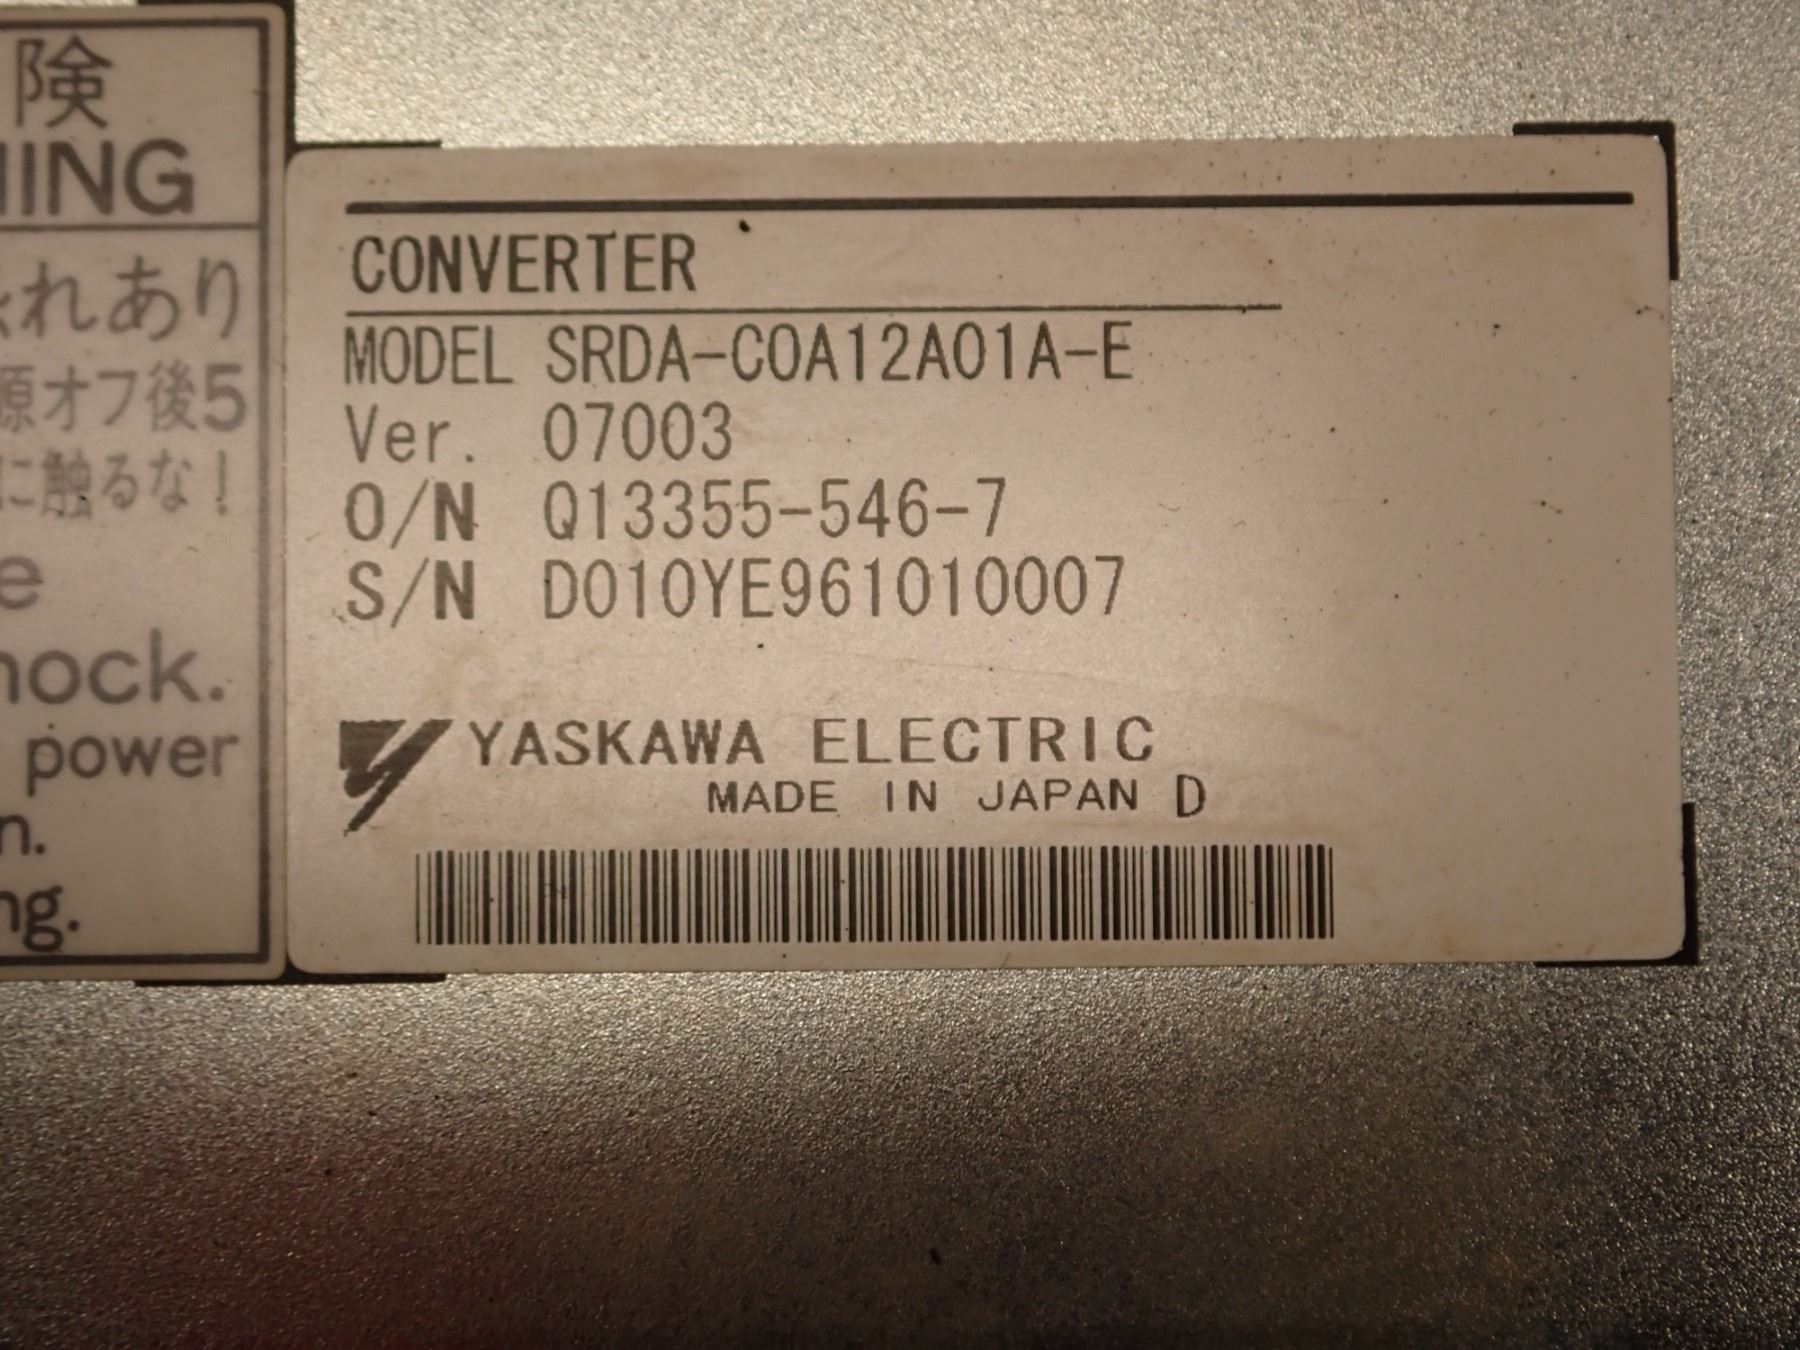 険
NING
れあり
源オフ後5
に触るな!
e
hock.
power
n.
ng.
CONVERTER
MODEL SRDA-COA12A01A-E
Ver. 07003
O/N Q13355-546-7
S/N D010YE961010007
YASKAWA ELECTRIC
MADE IN JAPAN D